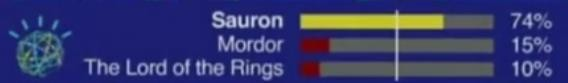 Sauron 74%
Mordor 15%
The Lord of the Rings 10%